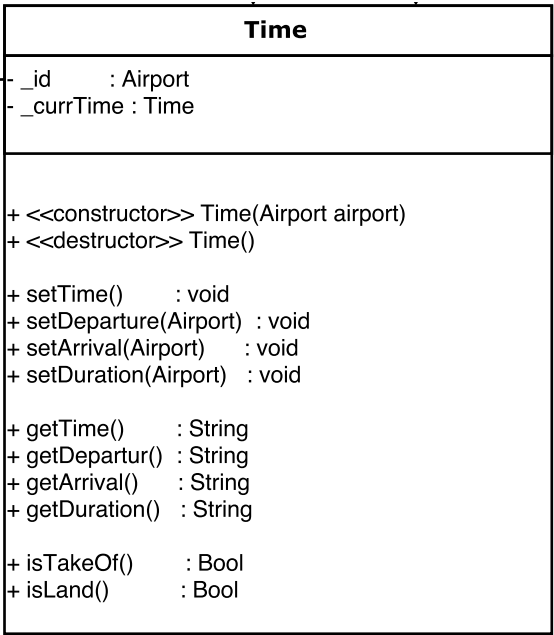 Time
- _id : Airport
- _currTime : Time
+ <<constructor>> Time(Airport airport)
+ <<destructor>> Time()
+ setTime() : void
+ setDeparture(Airport) : void
+ setArrival(Airport) : void
+ setDuration(Airport) : void
+ getTime() : String
+ getDepartur() : String
+ getArrival() : String
+ getDuration() : String
+ isTakeOf() : Bool
+ isLand() : Bool